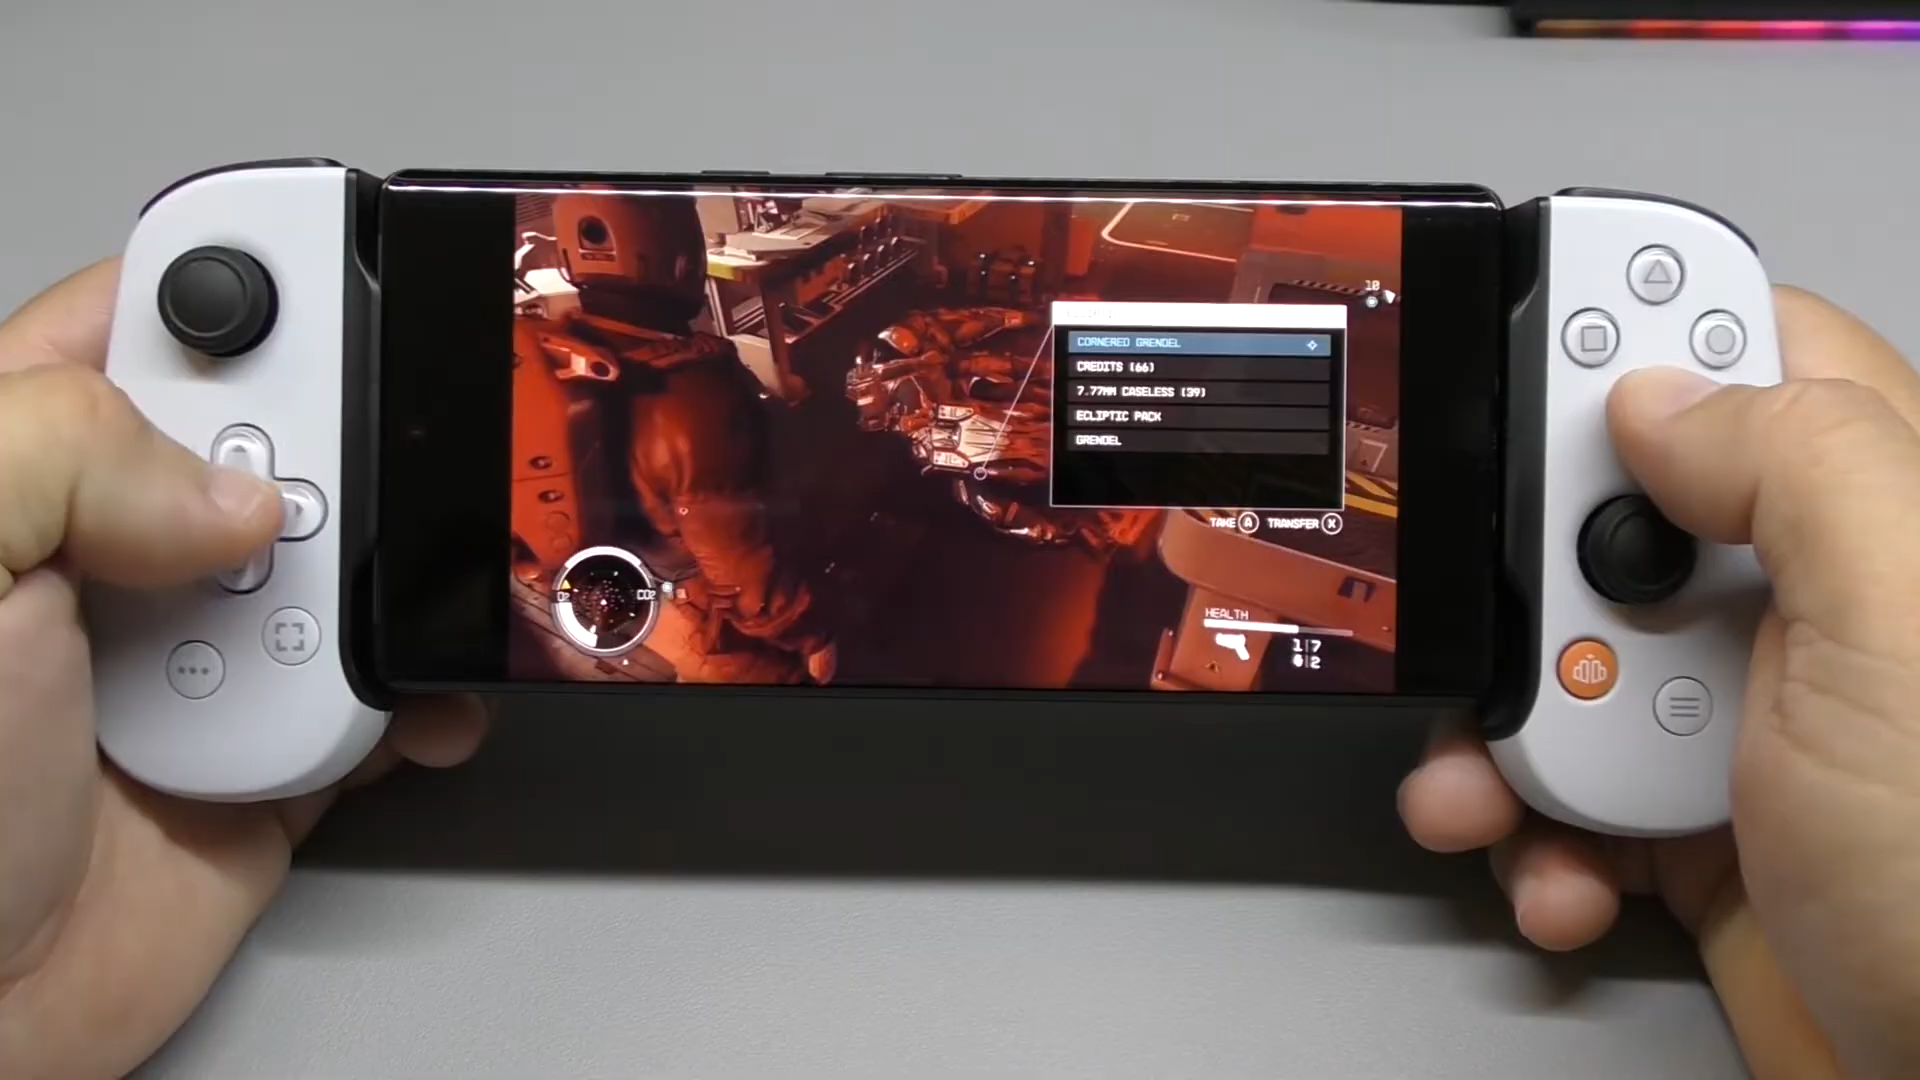 10
CORNERED GRENDEL
CREDITS (66)
7.77MM CASELESS (39)
ECLIPTIC PACK
GRENDEL
TAKE A TRANSFER X
O2 CO2
HEALTH
1|7
0|2